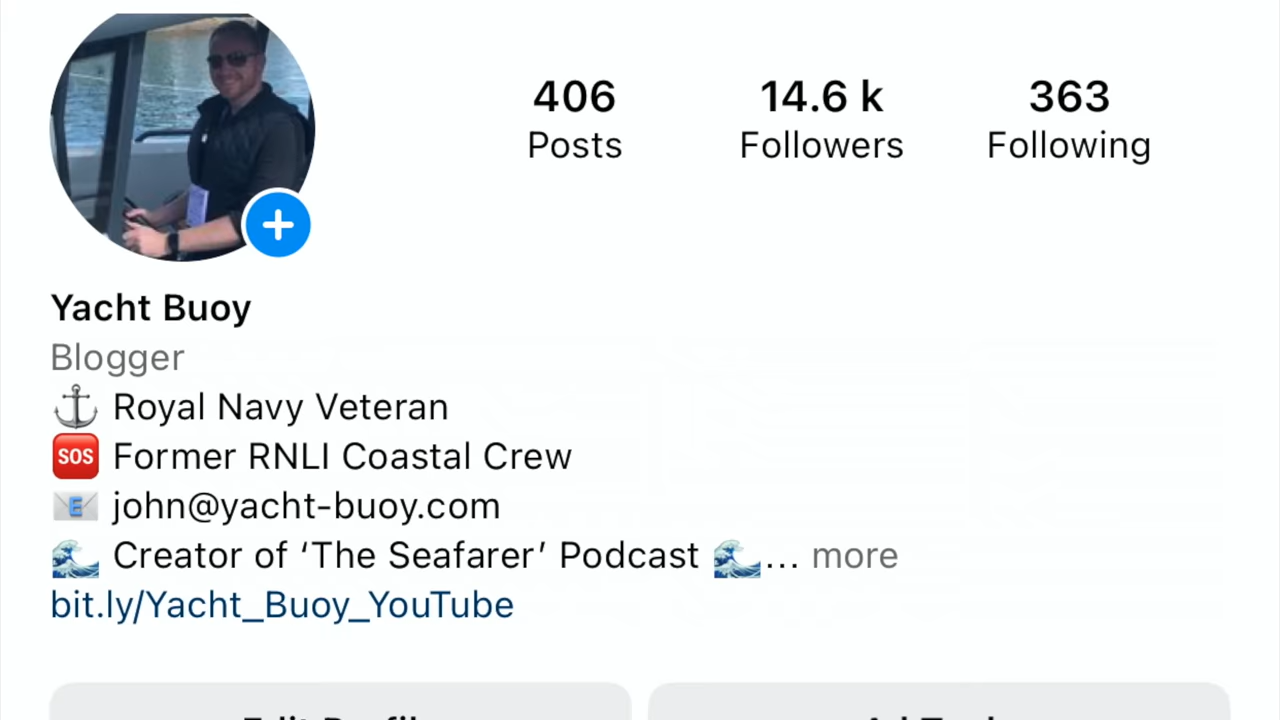 406
Posts
14.6 k
Followers
363
Following
Yacht Buoy
Blogger
⚓ Royal Navy Veteran
🆘 Former RNLI Coastal Crew
📧 john@yacht-buoy.com
🌊 Creator of ‘The Seafarer’ Podcast 🌊... more
bit.ly/Yacht_Buoy_YouTube